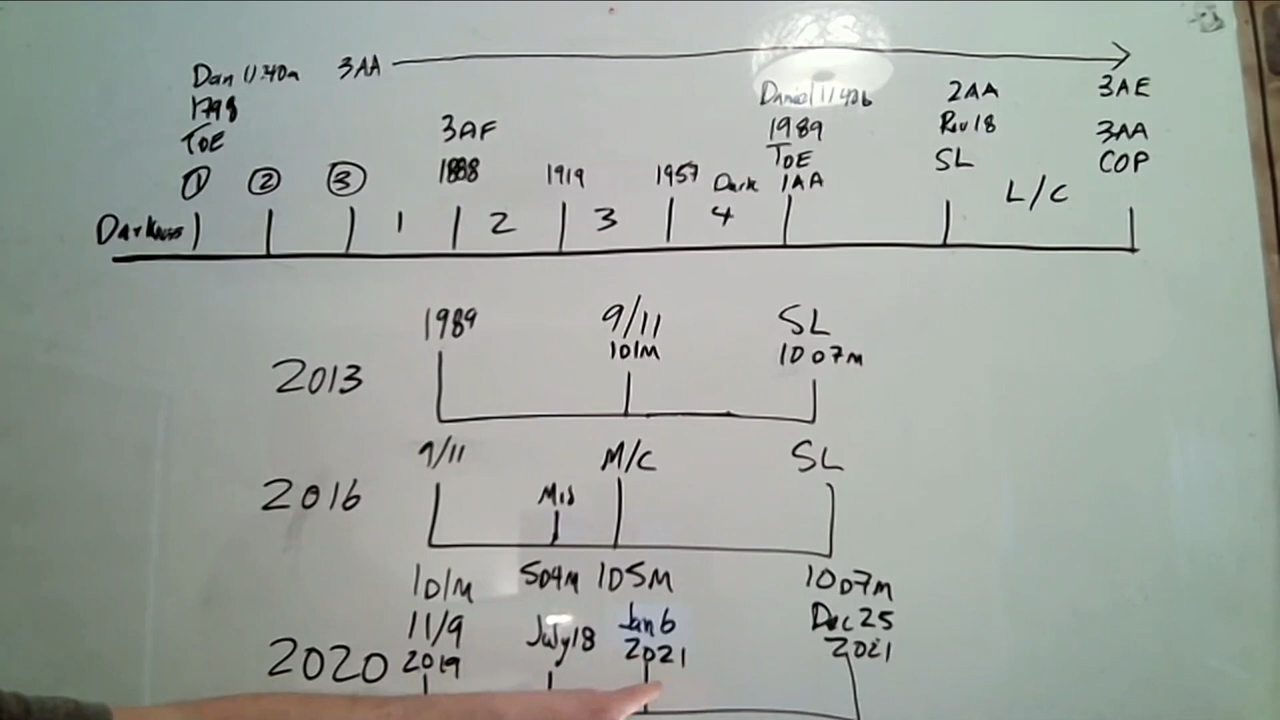 Dan 11:40a 3AA
1798
TOE
① ② ③
3AF
1888
1919
1957
Dark
Daniel 11/40b
1989
TOE
1AA
2AA
Rev 18
SL
L/C
3AE
3AA
COP
Darkness 1 2 3 4
1989 9/11 SL
101M 1007M
2013
9/11 M/C SL
2016 Mid
101M 504M 105M 1007M
11/9 July 18 Jan 6 Dec 25
2020 2019 2021 2021